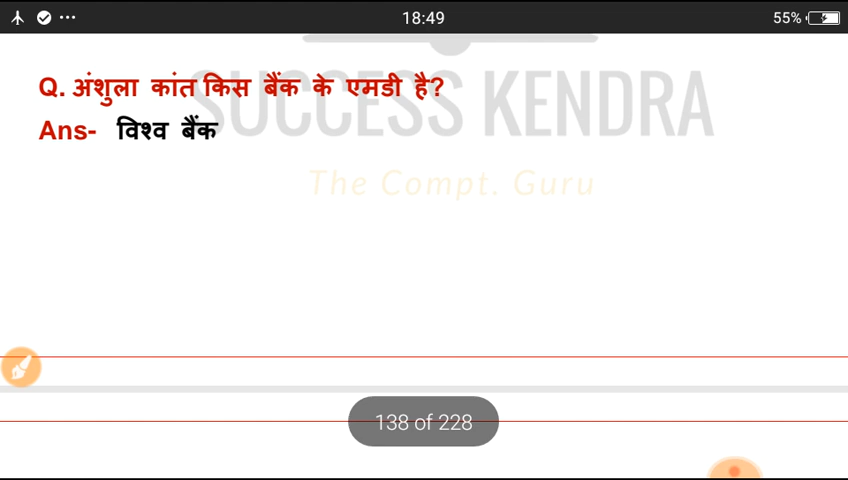 18:49
55%
SUCCESS KENDRA
Q. अंशुला कांत किस बैंक के एमडी है?
Ans- विश्व बैंक
The Compt. Guru
138 of 228